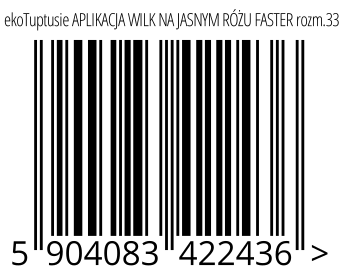 ekoTuptusie APLIKACJA WILK NA JASNYM RÓŻU FASTER rozm.33
5 904083 422436 >